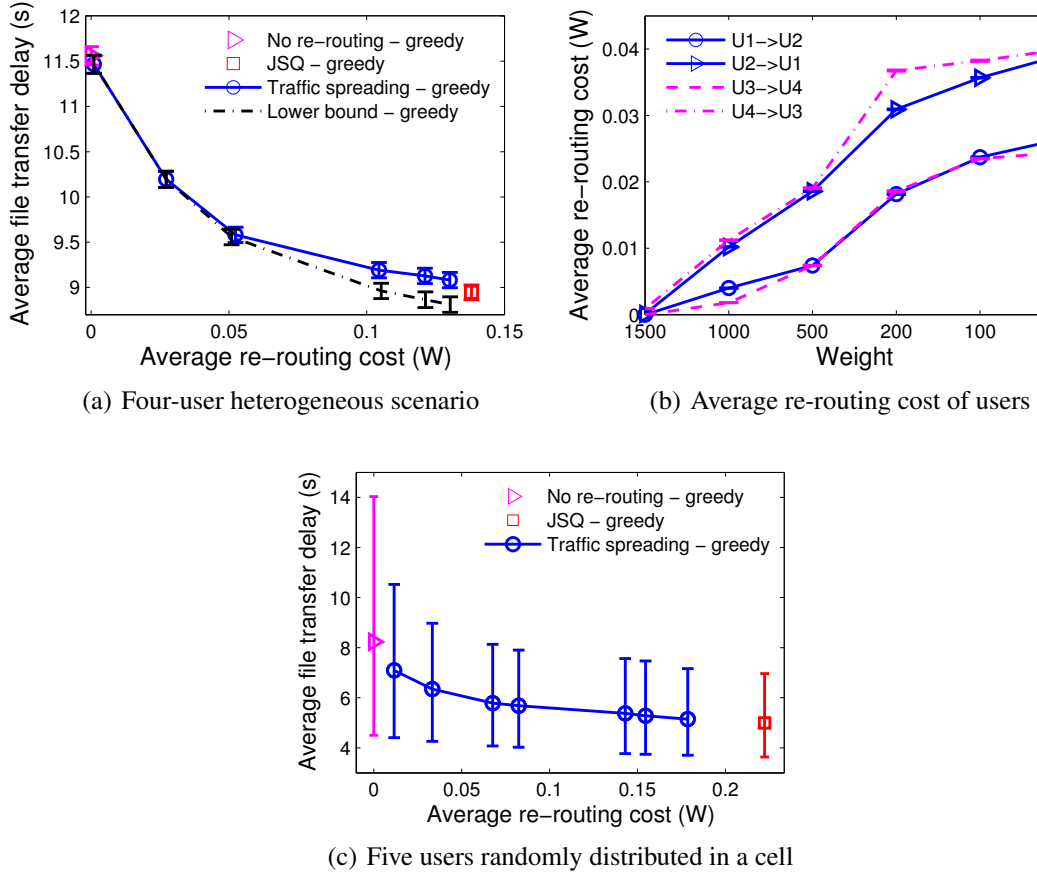 12
11.5
11
10.5
10
9.5
9
0
0.05
0.1
0.15
Average file transfer delay (s)
Average re−routing cost (W)
No re−routing − greedy
JSQ − greedy
Traffic spreading − greedy
Lower bound − greedy
(a) Four-user heterogeneous scenario
0.04
0.03
0.02
0.01
0
1500
1000
500
200
100
Average re−routing cost (W)
Weight
U1−>U2
U2−>U1
U3−>U4
U4−>U3
(b) Average re-routing cost of users
14
12
10
8
6
4
0
0.05
0.1
0.15
0.2
Average file transfer delay (s)
Average re−routing cost (W)
No re−routing − greedy
JSQ − greedy
Traffic spreading − greedy
(c) Five users randomly distributed in a cell